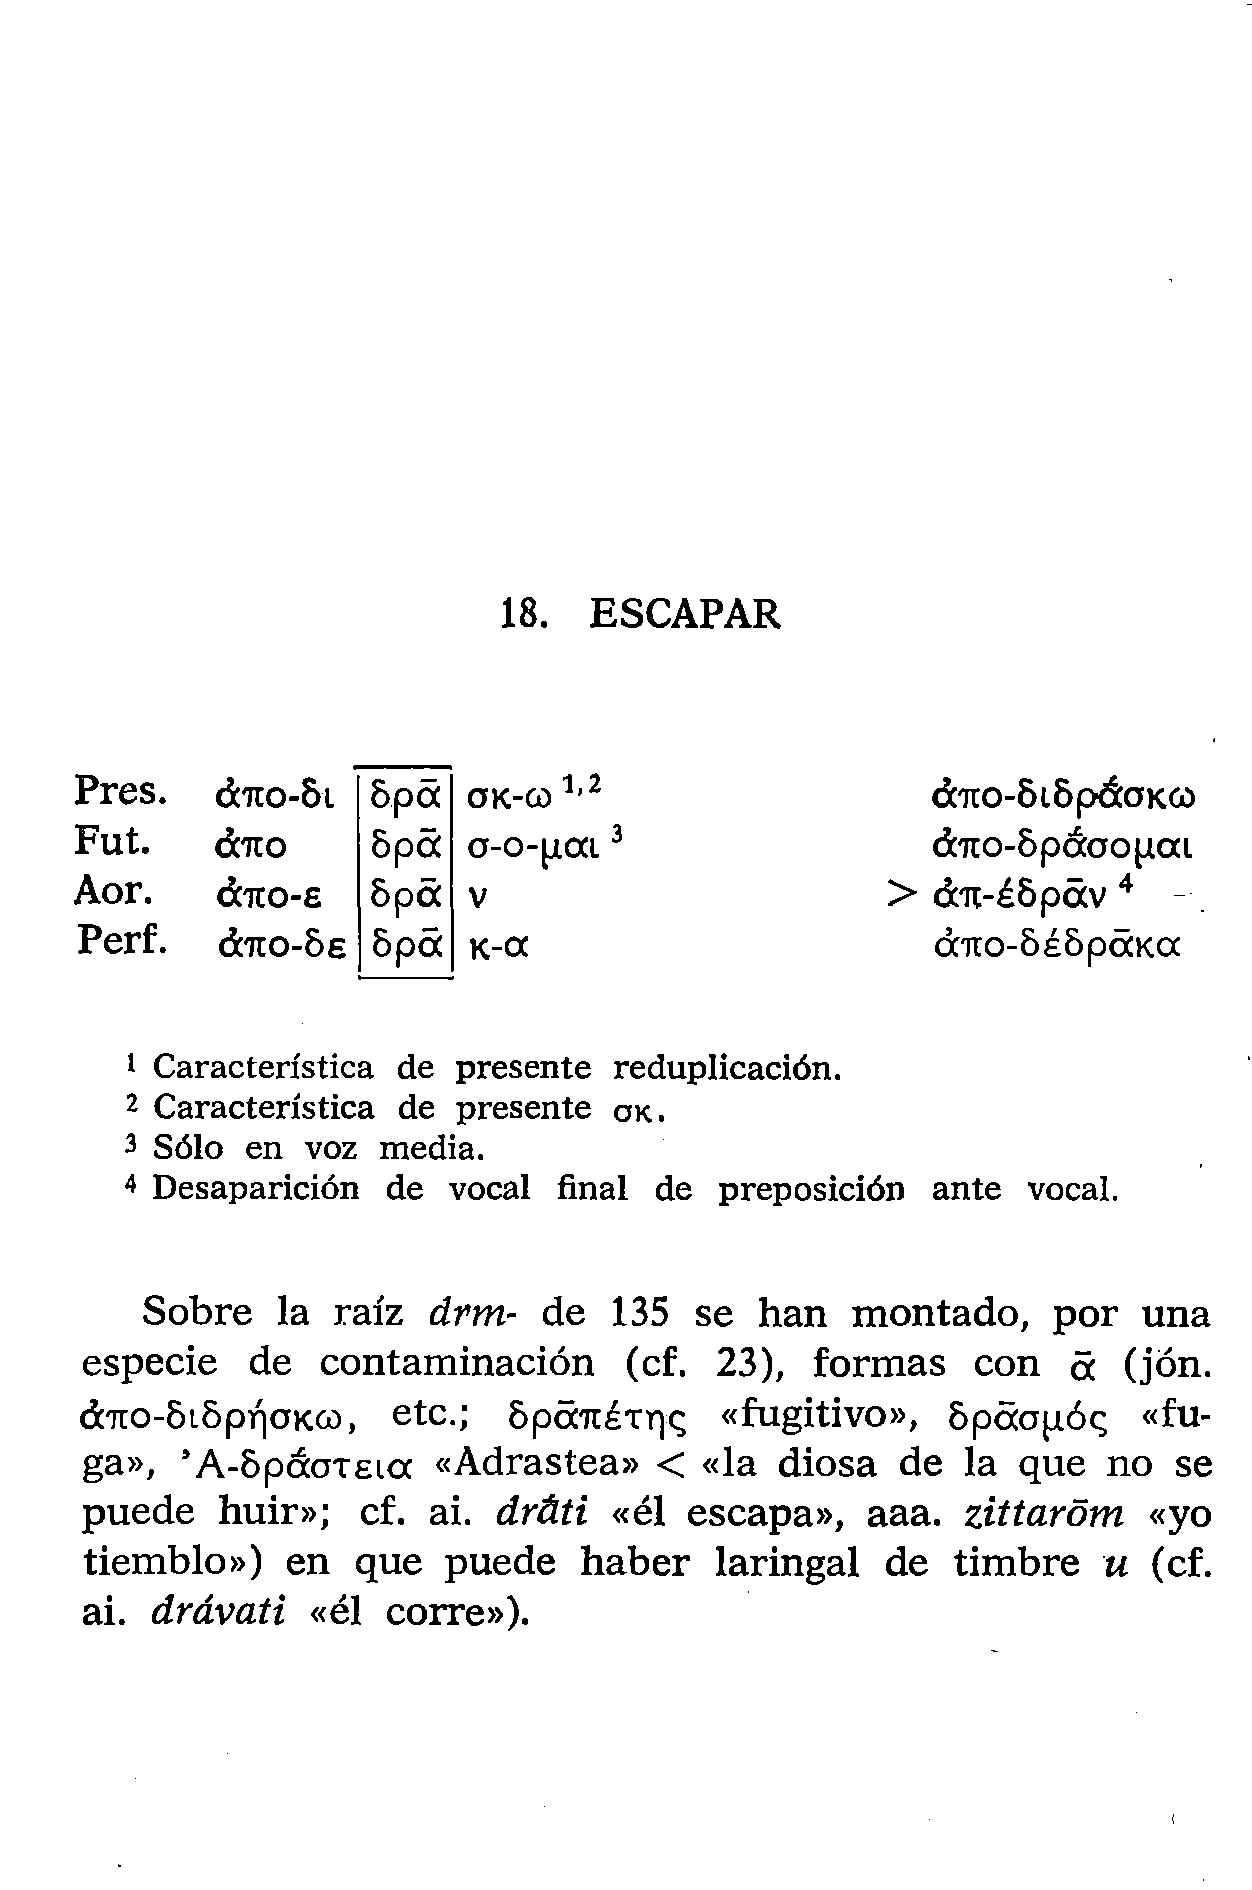 18. ESCAPAR
Pres. ἀπο-δι δρᾱ σκ-ω 1,2 ἀπο-διδρᾱ́σκω
Fut. ἀπο δρᾱ σ-ο-μαι 3 ἀπο-δρᾱ́σομαι
Aor. ἀπο-ε δρᾱ ν > ἀπ-έδρᾱν 4
Perf. ἀπο-δε δρᾱ κ-α ἀπο-δέδρᾱκα
1 Característica de presente reduplicación.
2 Característica de presente σκ.
3 Sólo en voz media.
4 Desaparición de vocal final de preposición ante vocal.
Sobre la raíz drm- de 135 se han montado, por una
especie de contaminación (cf. 23), formas con ᾱ (jón.
ἀπο-διδρήσκω, etc.; δρᾱπέτης «fugitivo», δρᾱσμός «fu-
ga», Ἀ-δρᾱ́στεια «Adrastea» < «la diosa de la que no se
puede huir»; cf. ai. drā́ti «él escapa», aaa. zittarōm «yo
tiemblo») en que puede haber laringal de timbre u (cf.
ai. drávati «él corre»).